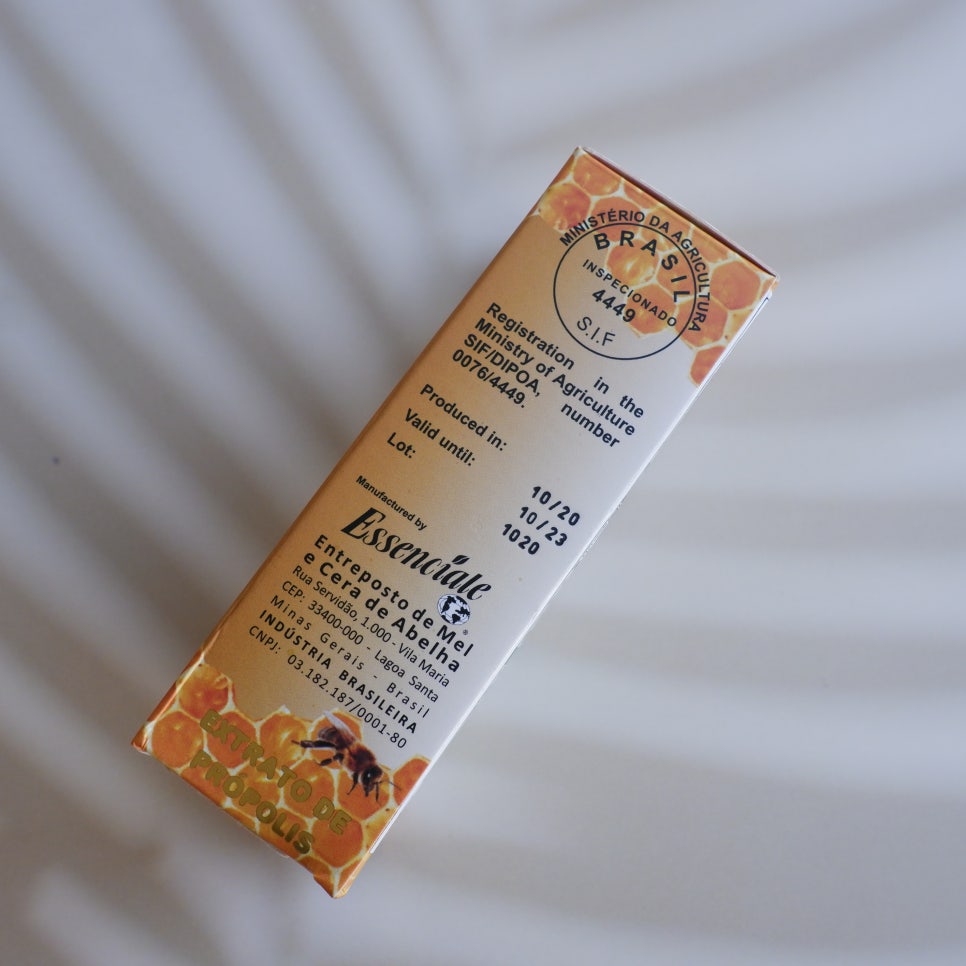 MINISTÉRIO DA AGRICULTURA
BRASIL
INSPECIONADO
4449
S.I.F
Registration in the
Ministry of Agriculture
SIF/DIPOA, number
0076/4449.
Produced in:
Valid until:
Lot:
10/20
10/23
1020
Manufactured by
Essenciale
®
Entreposto de Mel
e Cera de Abelha
Rua Servidão, 1.000 - Vila Maria
CEP: 33400-000 - Lagoa Santa
Minas Gerais - Brasil
INDÚSTRIA BRASILEIRA
CNPJ: 03.182.187/0001-80
EXTRATO DE
PRÓPOLIS